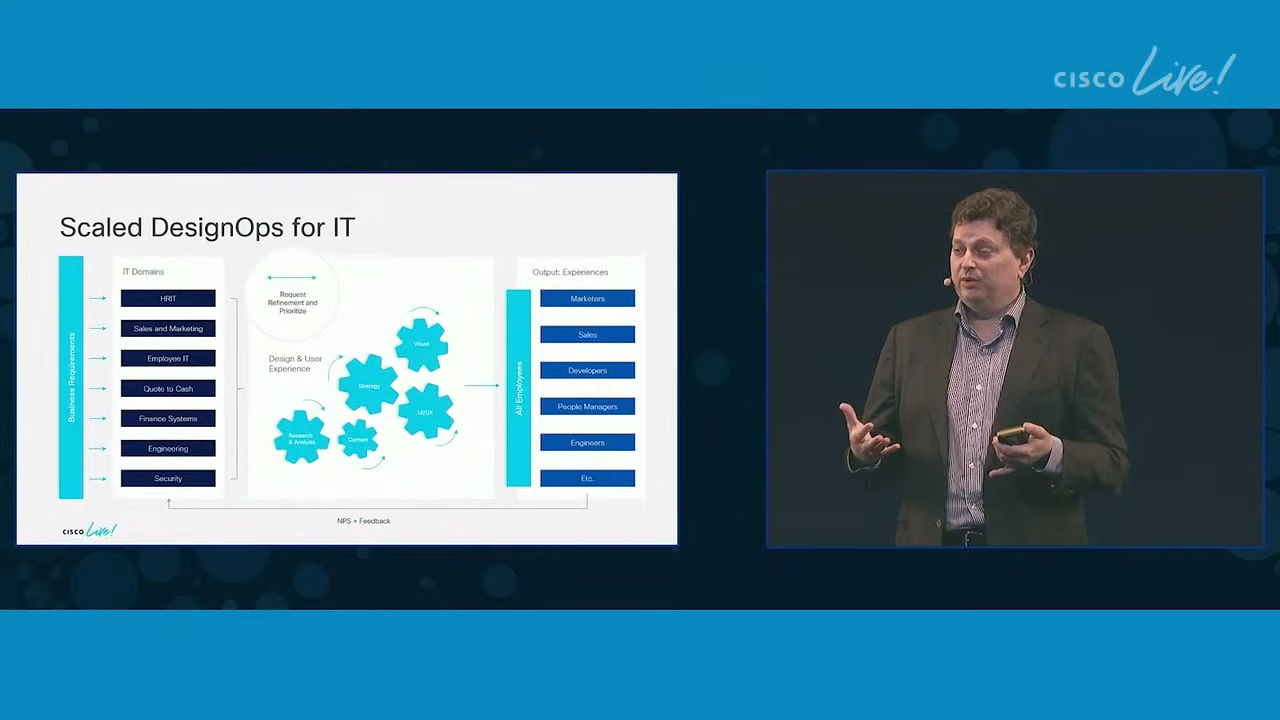 CISCO Live!
Scaled DesignOps for IT
Business Requirements
IT Domains
HRIT
Sales and Marketing
Employee IT
Quote to Cash
Finance Systems
Engineering
Security
Request
Refinement and
Prioritize
Design & User
Experience
Visual
Strategy
UI/UX
Research
& Analysis
Content
All Employees
Output: Experiences
Marketers
Sales
Developers
People Managers
Engineers
Etc.
NPS + Feedback
CISCO Live!